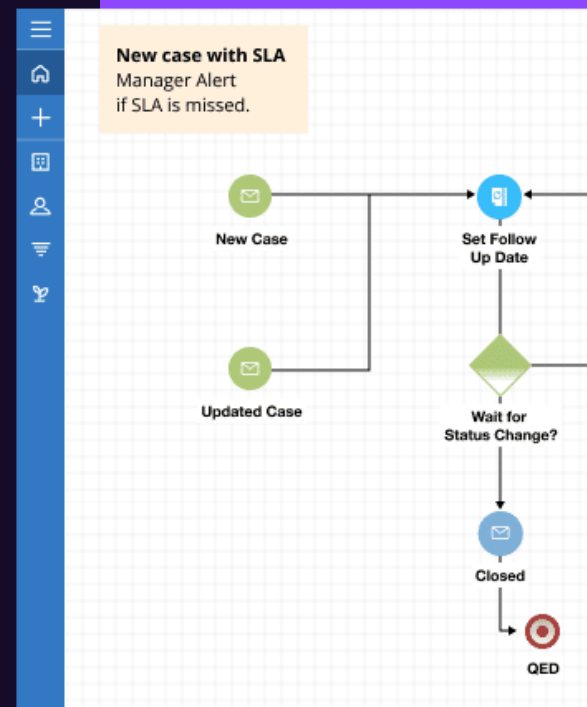 New case with SLA
Manager Alert
if SLA is missed.
New Case
Set Follow
Up Date
Updated Case
Wait for
Status Change?
Closed
QED